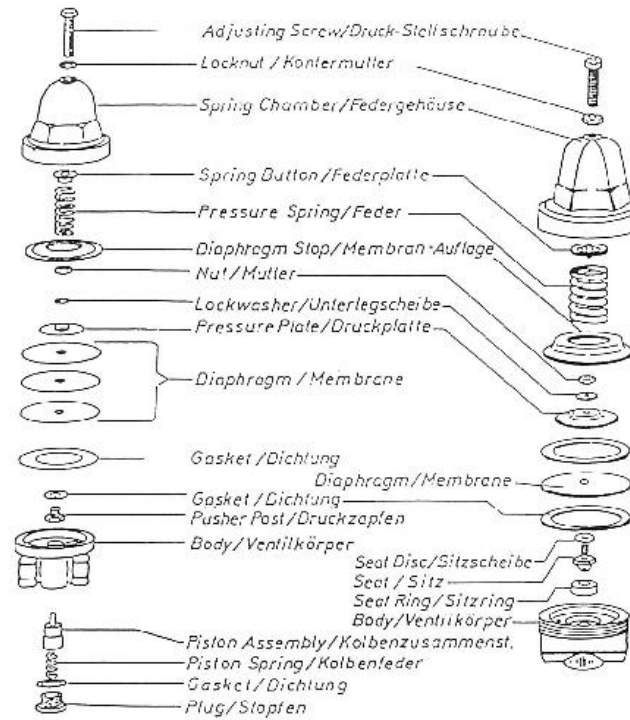 Adjusting Screw/Druck-Stellschraube
Locknut/Kontermutter
Spring Chamber/Federgehäuse
Spring Button/Federplatte
Pressure Spring/Feder
Diaphragm Stop/Membran-Auflage
Nut/Mutter
Lockwasher/Unterlegscheibe
Pressure Plate/Druckplatte
Diaphragm/Membrane
Gasket/Dichtung
Diaphragm/Membrane
Gasket/Dichtung
Pusher Post/Druckzapfen
Body/Ventilkörper
Seat Disc/Sitzscheibe
Seat/Sitz
Seat Ring/Sitzring
Body/Ventilkörper
Piston Assembly/Kolbenzusammenst.
Piston Spring/Kolbenfeder
Gasket/Dichtung
Plug/Stopfen